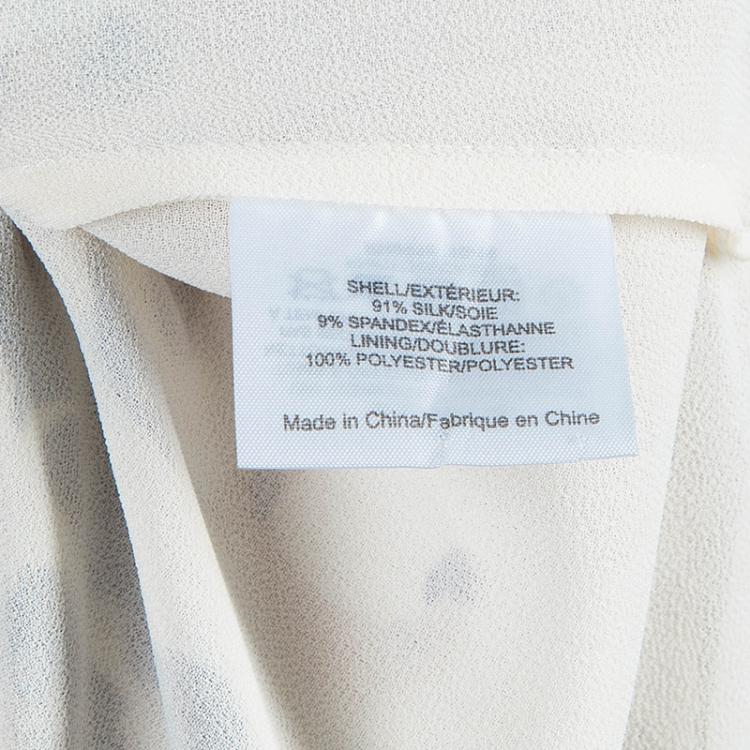 SHELL/EXTÉRIEUR:
91% SILK/SOIE
9% SPANDEX/ÉLASTHANNE
LINING/DOUBLURE:
100% POLYESTER/POLYESTER
Made in China/Fabrique en Chine